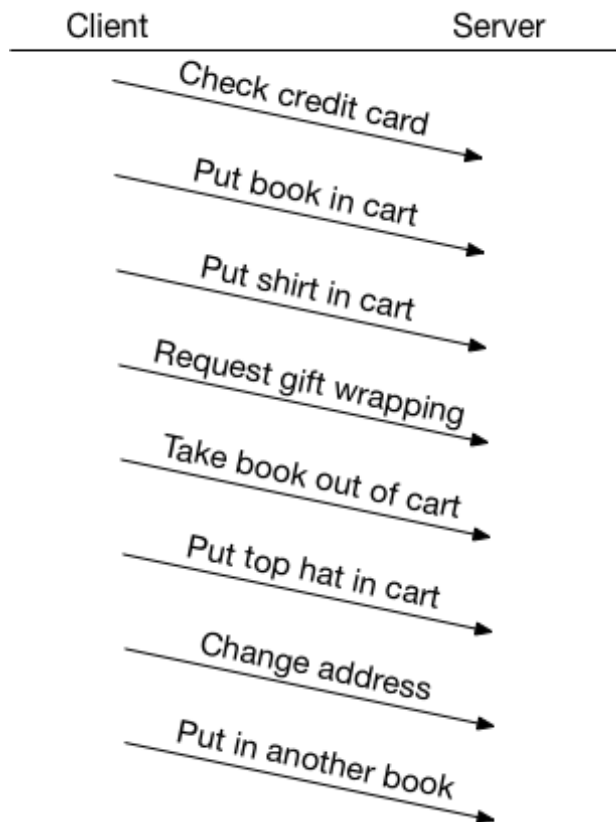 Client Server
Check credit card
Put book in cart
Put shirt in cart
Request gift wrapping
Take book out of cart
Put top hat in cart
Change address
Put in another book